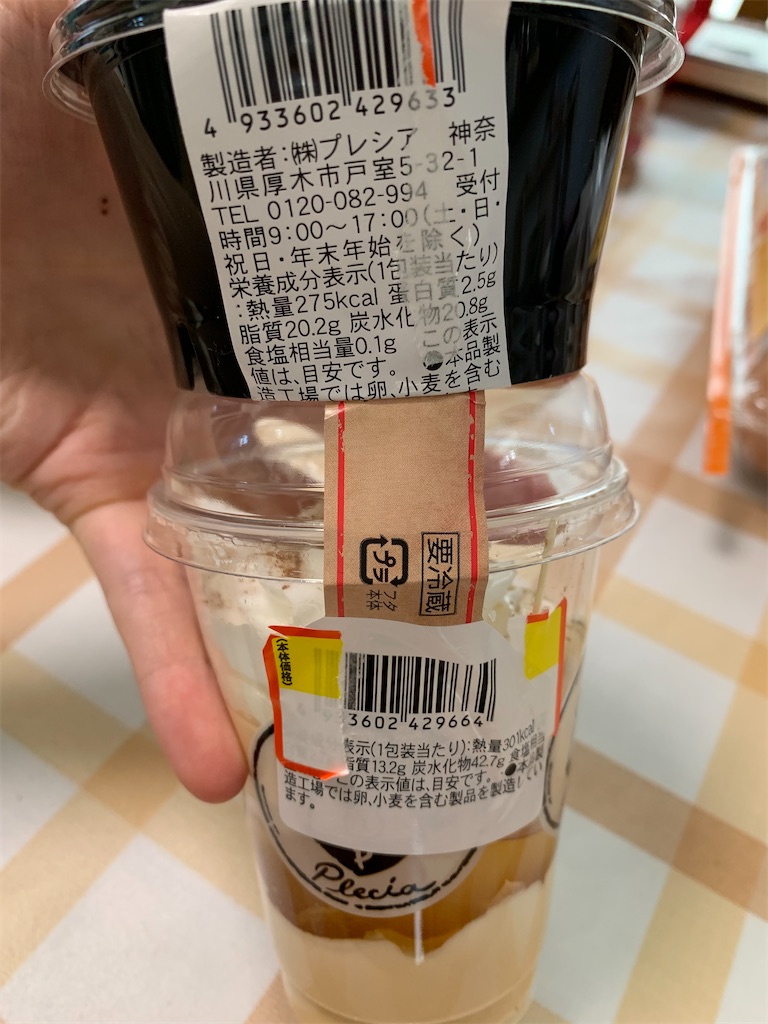 4 933602 429633
製造者:㈱プレシア 神奈
川県厚木市戸室5-32-1
TEL 0120-082-994 受付
時間9:00～17:00(土・日・
祝日・年末年始を除く)
栄養成分表示(1包装当たり)
:熱量275kcal 蛋白質2.5g
脂質20.2g 炭水化物20.8g
食塩相当量0.1g この表示
値は、目安です。 ●本品製
造工場では卵、小麦を含む
要冷蔵
プラ
フタ
本体
(本体価格)
3602 429664
表示(1包装当たり):熱量301kcal
脂質13.2g 炭水化物42.7g 食塩相当
この表示値は、目安です。 ●本品製
造工場では卵、小麦を含む製品を製造してい
ます。
Plecia